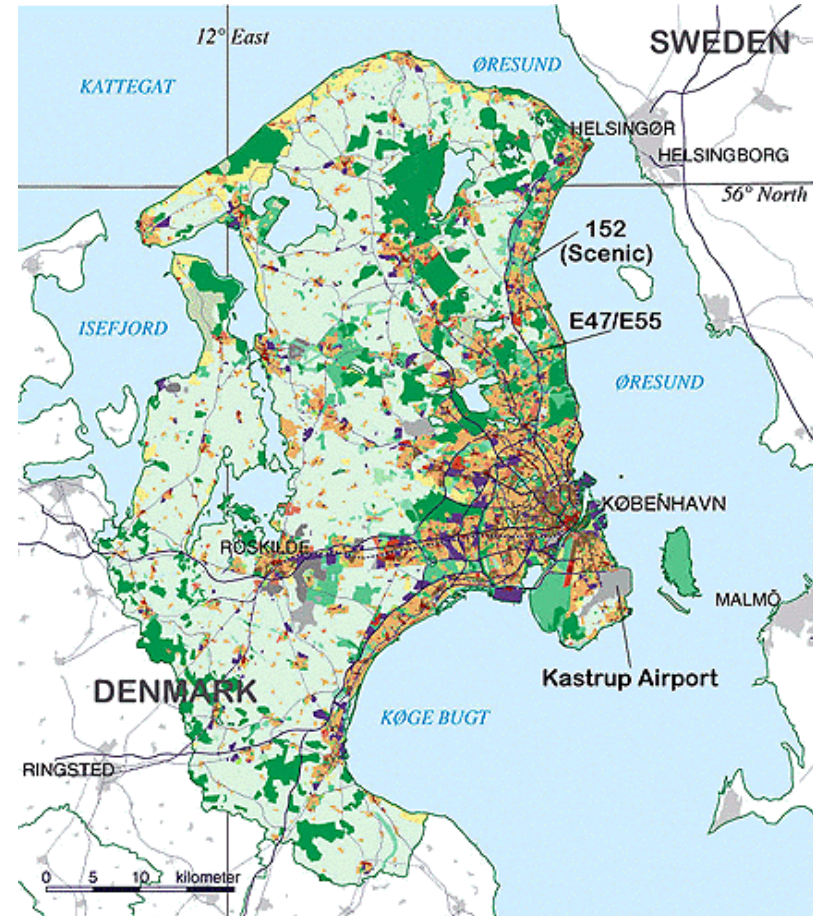 12° East
SWEDEN
KATTEGAT
ØRESUND
HELSINGØR
HELSINGBORG
56° North
152
(Scenic)
ISEFJORD
E47/E55
ØRESUND
KØBENHAVN
ROSKILDE
MALMÖ
Kastrup Airport
DENMARK
KØGE BUGT
RINGSTED
0 5 10 kilometer